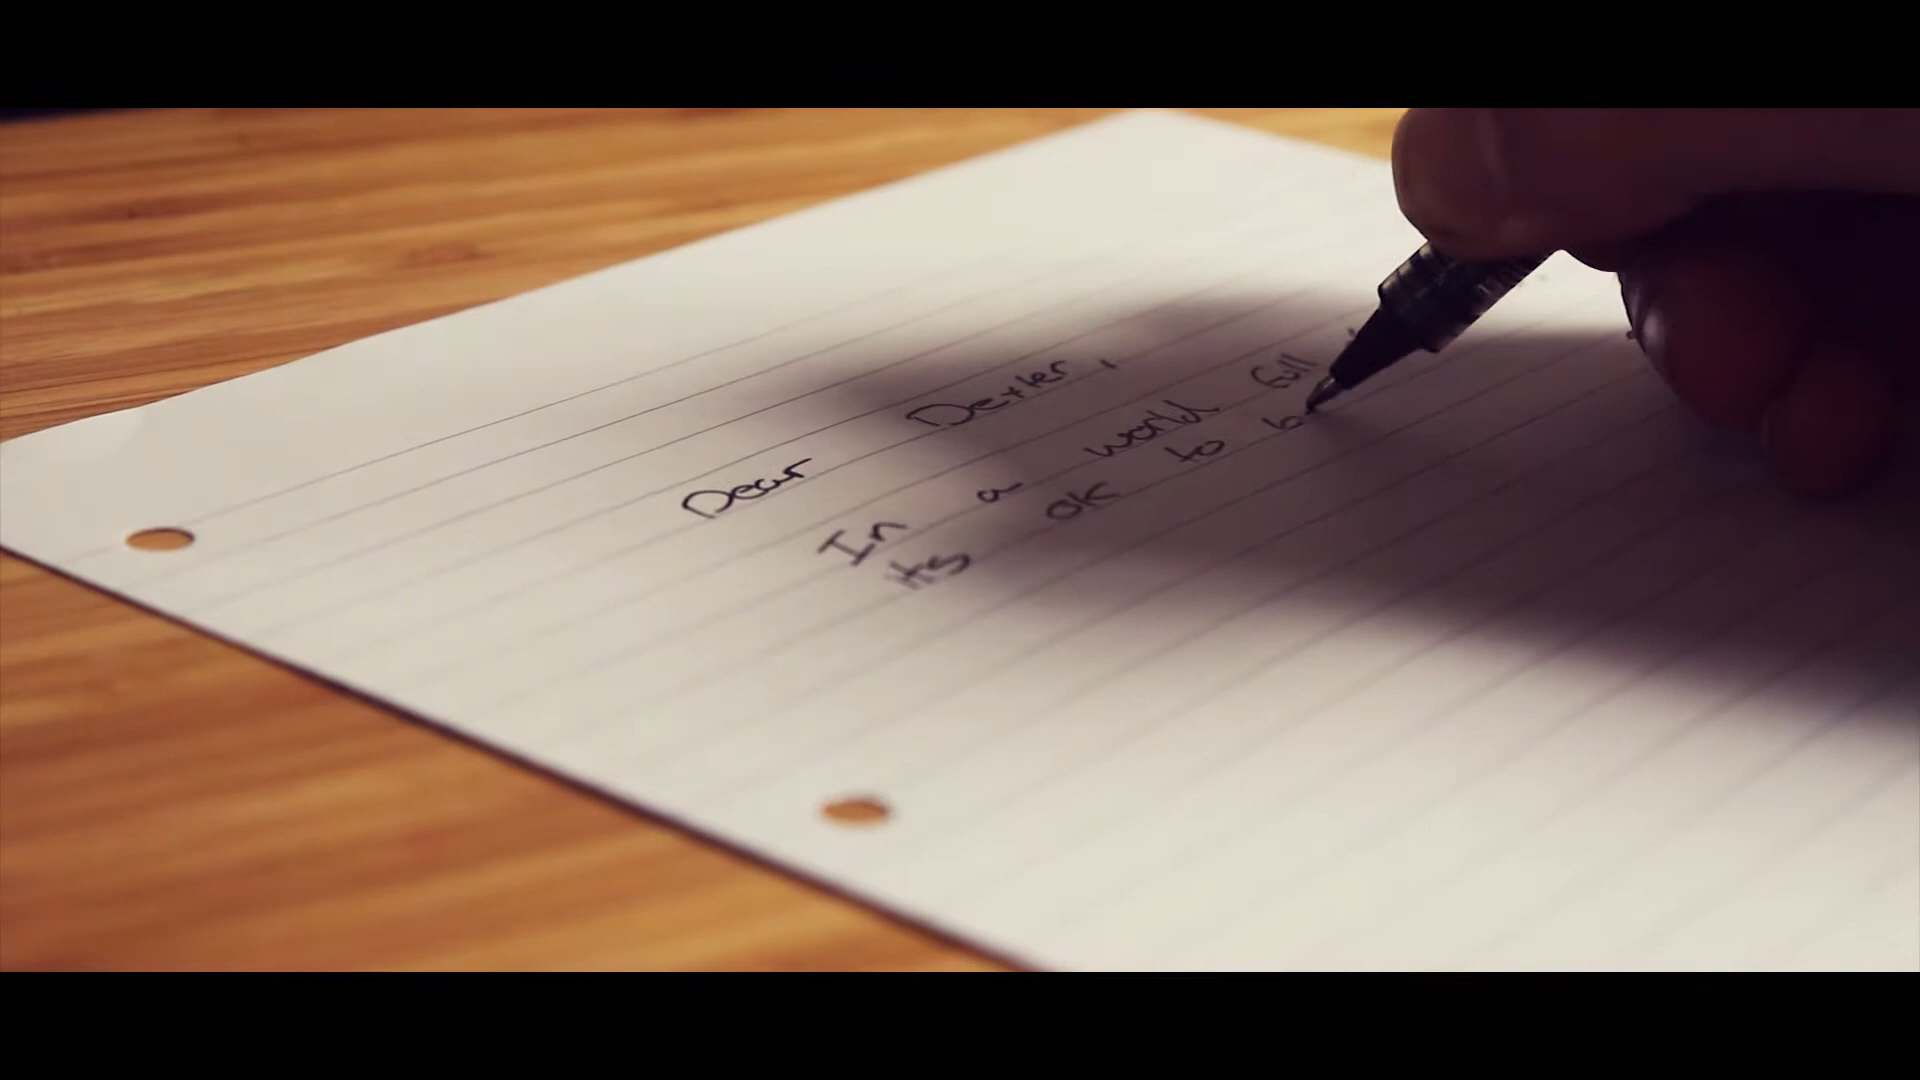 Dear Dexter,
In a world full
its ok to b